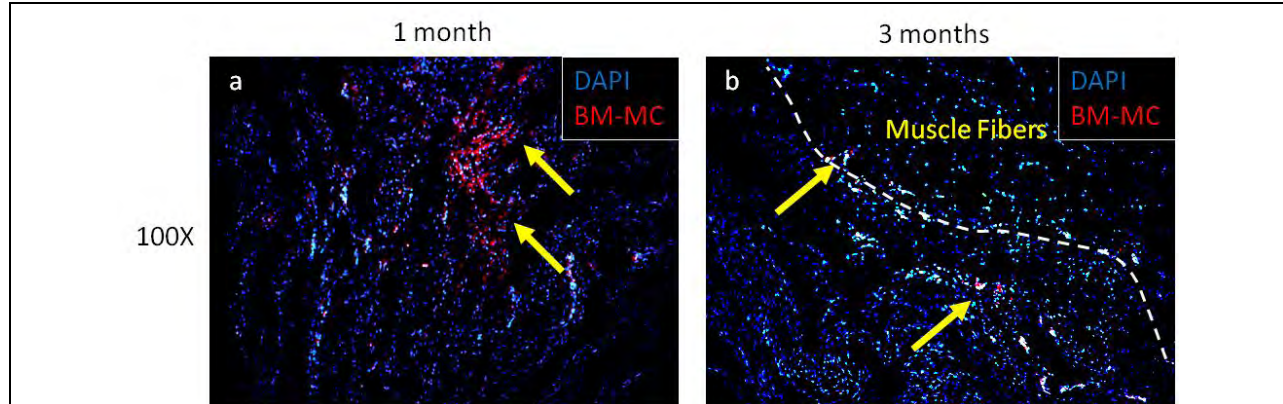 1 month
3 months
a
DAPI
BM-MC
b
DAPI
BM-MC
Muscle Fibers
100X